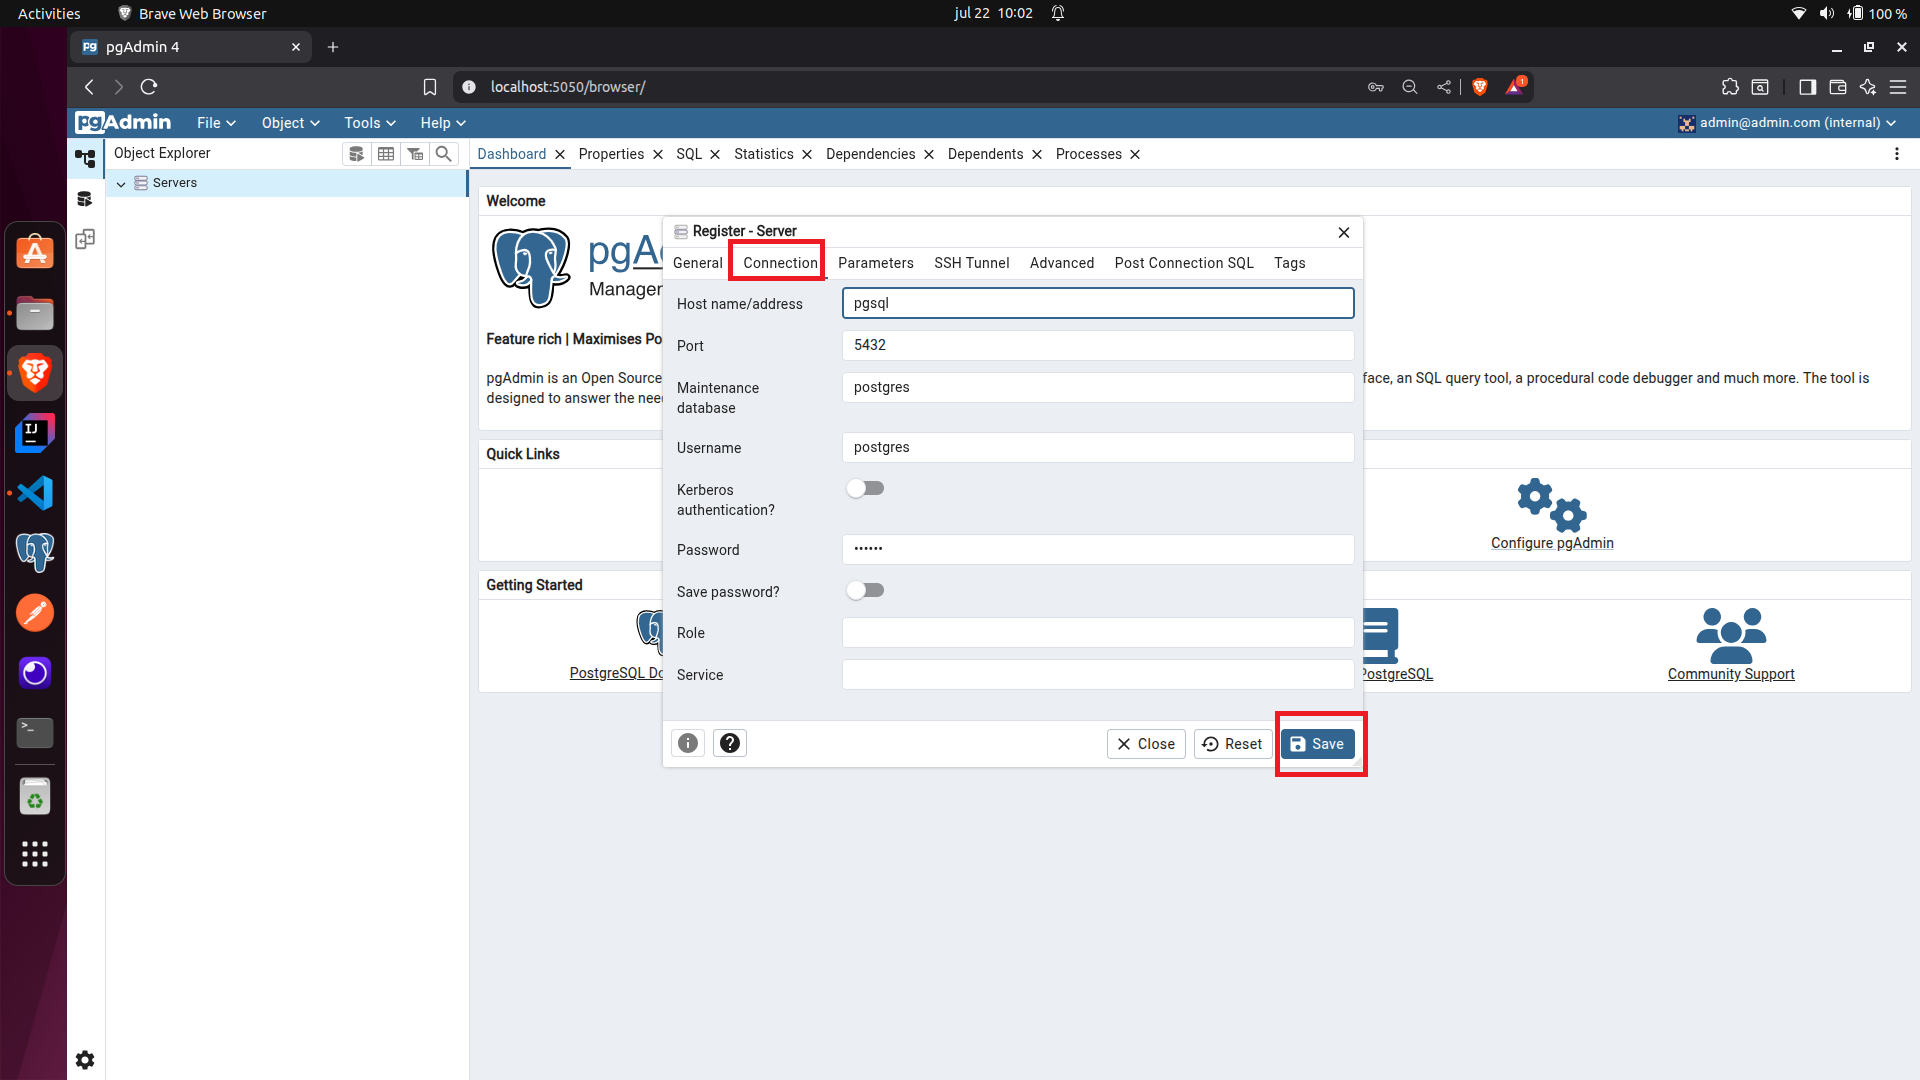 Activities Brave Web Browser jul 22 10:02 100 %
pgAdmin 4
localhost:5050/browser/ 1
pgAdmin File Object Tools Help admin@admin.com (internal)
Object Explorer Dashboard Properties SQL Statistics Dependencies Dependents Processes
Servers
Welcome
pgA
Manager
Feature rich | Maximises Po
pgAdmin is an Open Source face, an SQL query tool, a procedural code debugger and much more. The tool is
designed to answer the nee
Quick Links
Configure pgAdmin
Getting Started
PostgreSQL Do PostgreSQL Community Support
Register - Server
General Connection Parameters SSH Tunnel Advanced Post Connection SQL Tags
Host name/address pgsql
Port 5432
Maintenance
database postgres
Username postgres
Kerberos
authentication?
Password ••••••
Save password?
Role
Service
Close Reset Save